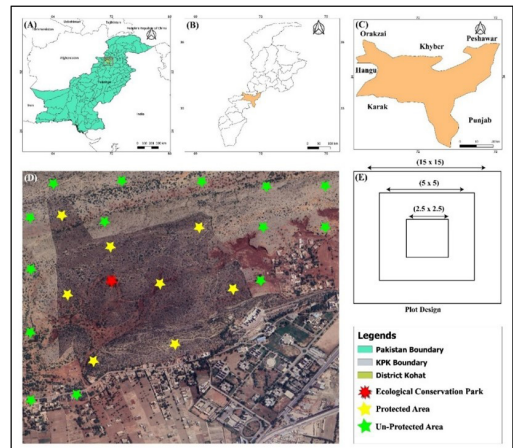 (A)
Afghanistan
India
(B)
(C)
Orakzai
Khyber
Peshawar
Hangu
Karak
Punjab
(D)
(15 x 15)
(E)
(5 x 5)
(2.5 x 2.5)
Plot Design
Legends
Pakistan Boundary
KPK Boundary
District Kohat
Ecological Conservation Park
Protected Area
Un-Protected Area